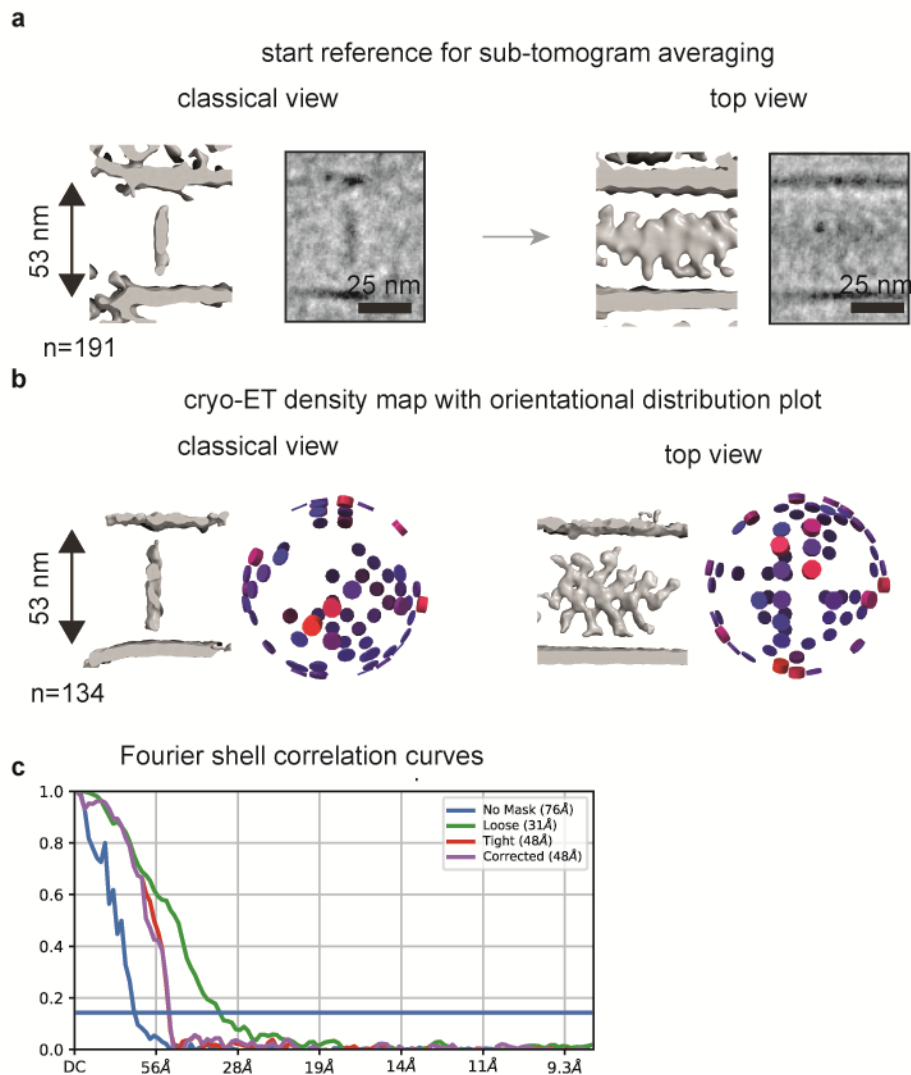 a
start reference for sub-tomogram averaging
classical view
top view
53 nm
25 nm
25 nm
n=191
b
cryo-ET density map with orientational distribution plot
classical view
top view
53 nm
n=134
c
Fourier shell correlation curves
1.0
0.8
0.6
0.4
0.2
0.0
No Mask (76Å)
Loose (31Å)
Tight (48Å)
Corrected (48Å)
DC
56Å
28Å
19Å
14Å
11Å
9.3Å